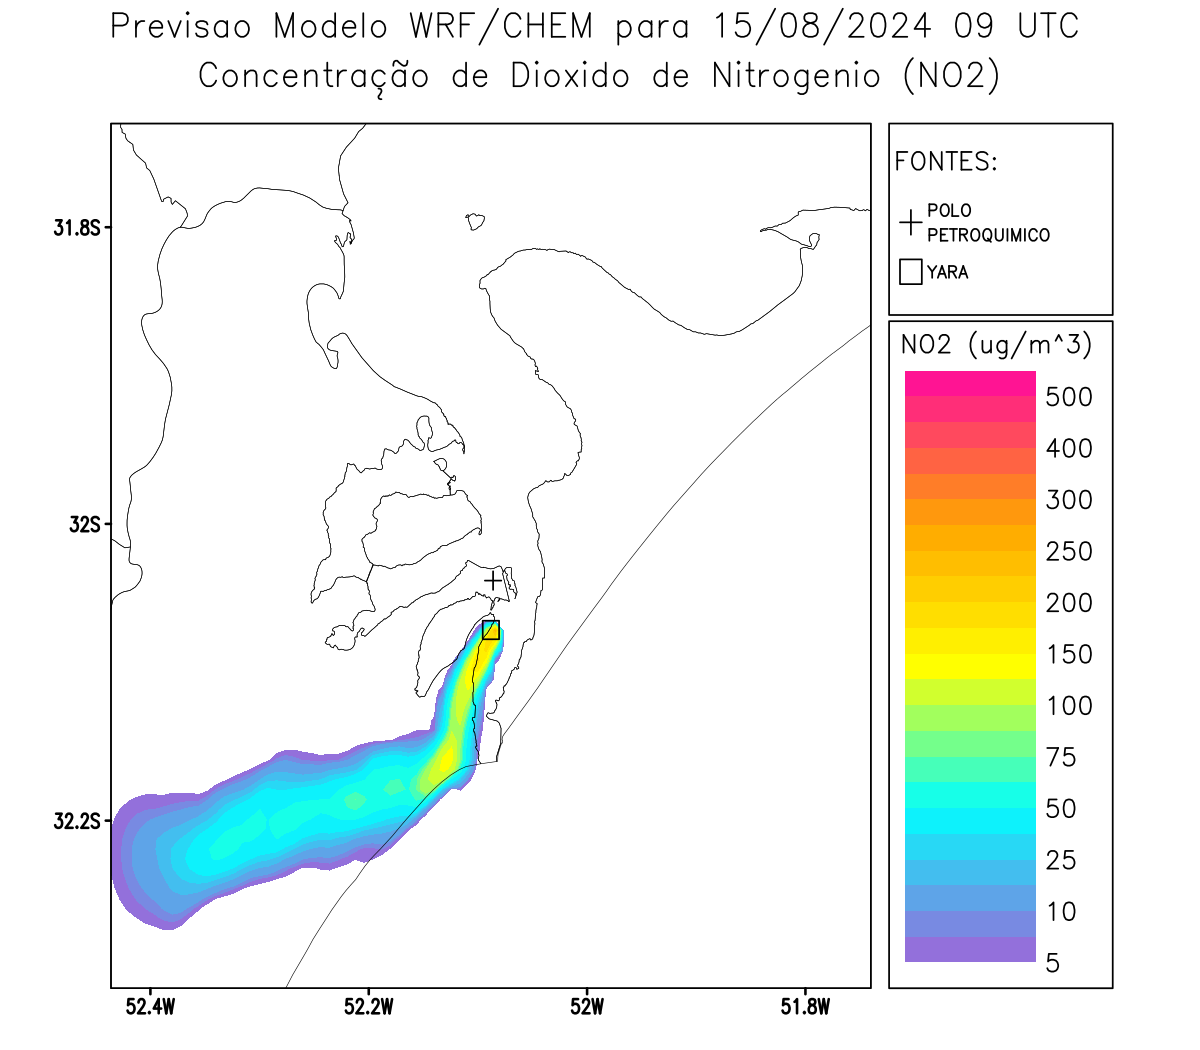 Previsao Modelo WRF/CHEM para 15/08/2024 09 UTC
Concentração de Dioxido de Nitrogenio (NO2)
FONTES:
POLO
PETROQUIMICO
YARA
31.8S
32S
32.2S
52.4W
52.2W
52W
51.8W
NO2 (ug/m^3)
500
400
300
250
200
150
100
75
50
25
10
5